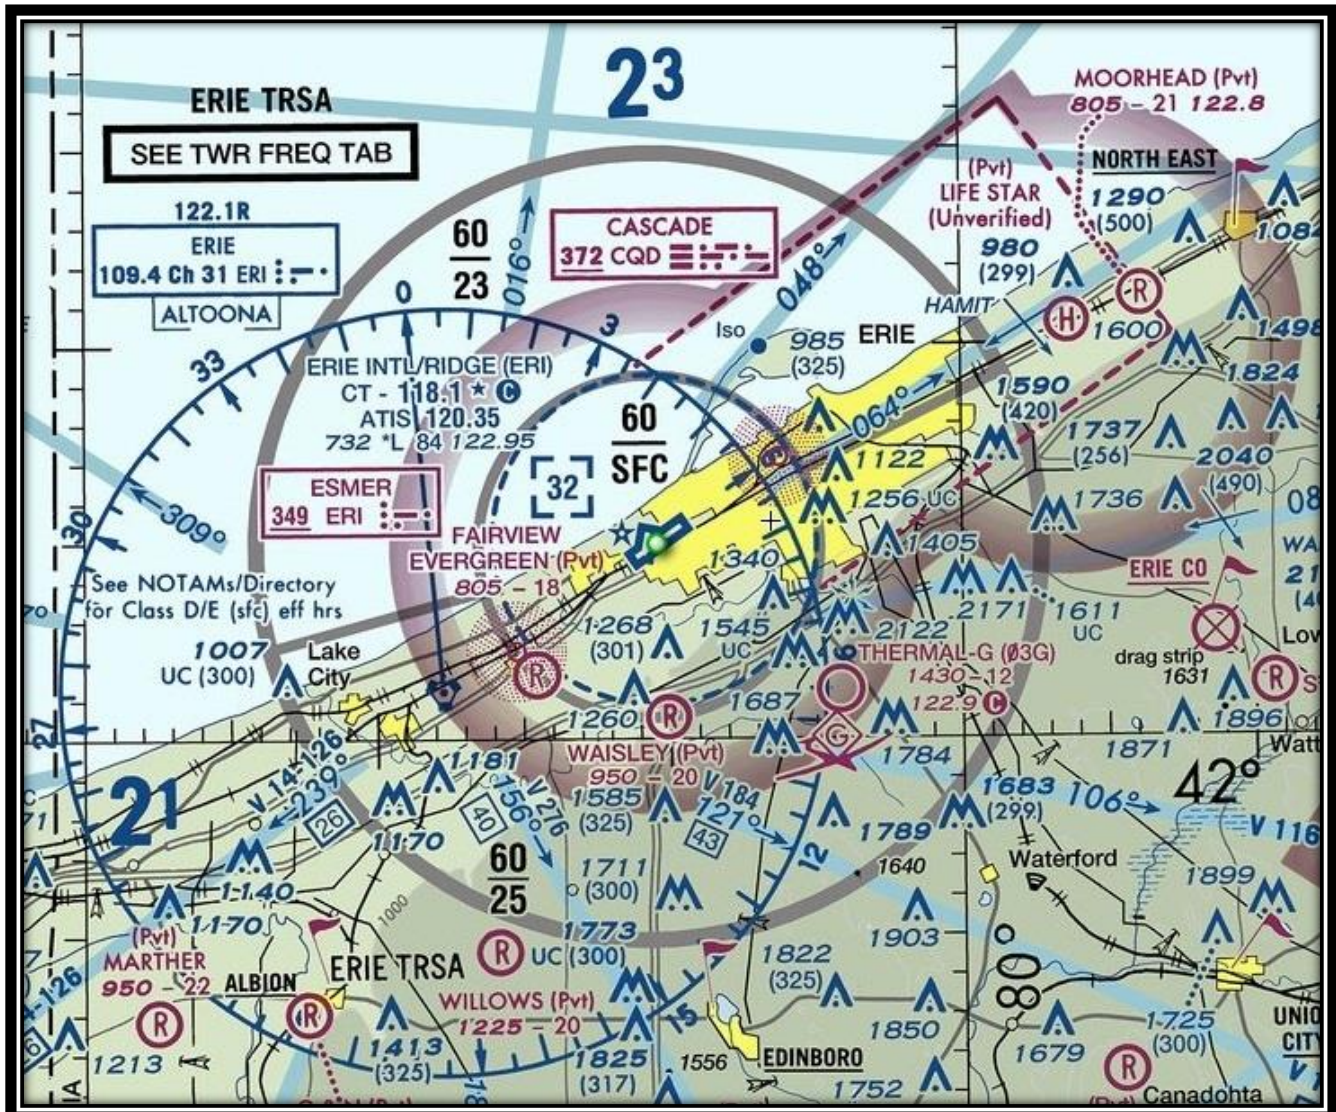 ERIE TRSA
SEE TWR FREQ TAB
2³
MOORHEAD (Pvt)
805 - 21 122.8
NORTH EAST
(Pvt)
LIFE STAR
(Unverified)
980
(299)
1290
(500)
122.1R
ERIE
109.4 Ch 31 ERI
ALTOONA
60
23
016°
CASCADE
372 CQD
048°
HAMIT
H
R
1600
1498
1824
0
3
33
30
27
12
15
ERIE INTL/RIDGE (ERI)
CT - 118.1 * C
ATIS 120.35
732 *L 84 122.95
Iso
985
(325)
ERIE
60
SFC
32
064°
1590
(420)
1737
(256)
2040
(490)
ESMER
349 ERI
309°
FAIRVIEW
EVERGREEN (Pvt)
805 - 18
1122
1256 UC
1736
1405
1340
See NOTAMs/Directory
for Class D/E (sfc) eff hrs
ERIE CO
1007
UC (300)
Lake
City
1268
(301)
1545
UC
2122
2171
1611
UC
THERMAL-G (Ø3G)
1430 - 12
122.9 C
drag strip
1631
R
R
1260
R
1687
G
1784
1871
1896
WAISLEY (Pvt)
950 - 20
1585
(325)
42°
2¹
V 14-126
239°
26
1181
1170
40
156°
V 276
V 184
121°
43
1683
(299)
106°
V 116
1789
1640
Waterford
1140
1170
60
25
1711
(300)
1899
1000
(Pvt)
MARTHER
950 - 22
R
ALBION
R
ERIE TRSA
R
1773
UC (300)
WILLOWS (Pvt)
1225 - 20
1903
1822
(325)
80°
1213
1413
(325)
1825
(317)
1556
EDINBORO
1850
1752
1679
1725
(300)
UNION
CITY
R
Canadohta